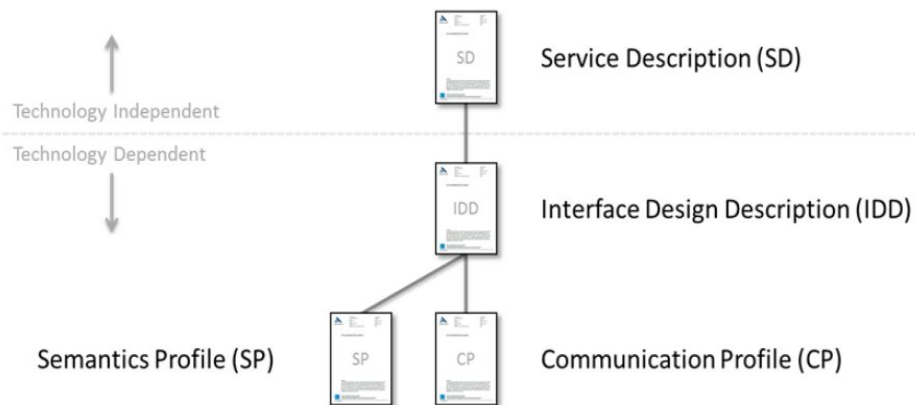 SD
Service Description (SD)
Technology Independent
Technology Dependent
IDD
Interface Design Description (IDD)
Semantics Profile (SP)
SP
CP
Communication Profile (CP)